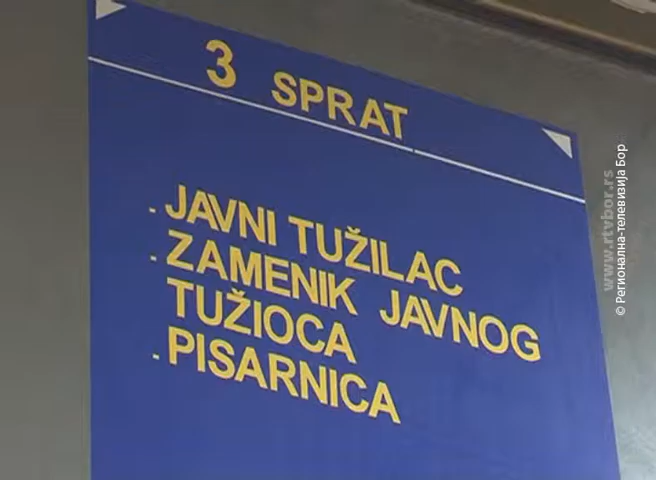 3 SPRAT
. JAVNI TUŽILAC
. ZAMENIK JAVNOG
TUŽIOCA
. PISARNICA
www.rtvbor.rs
© Регионална-телевизија Бор